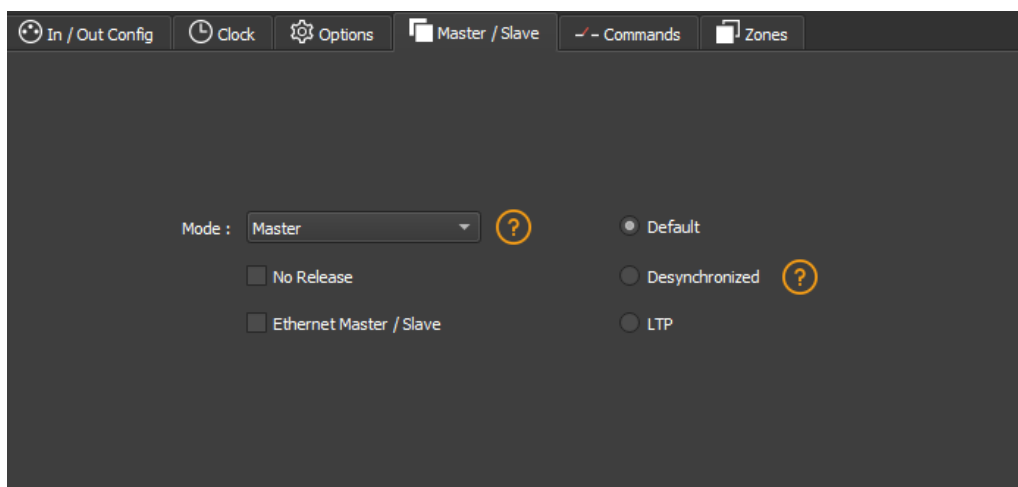 In / Out Config Clock Options Master / Slave Commands Zones
Mode : Master ? Default
No Release Desynchronized ?
Ethernet Master / Slave LTP